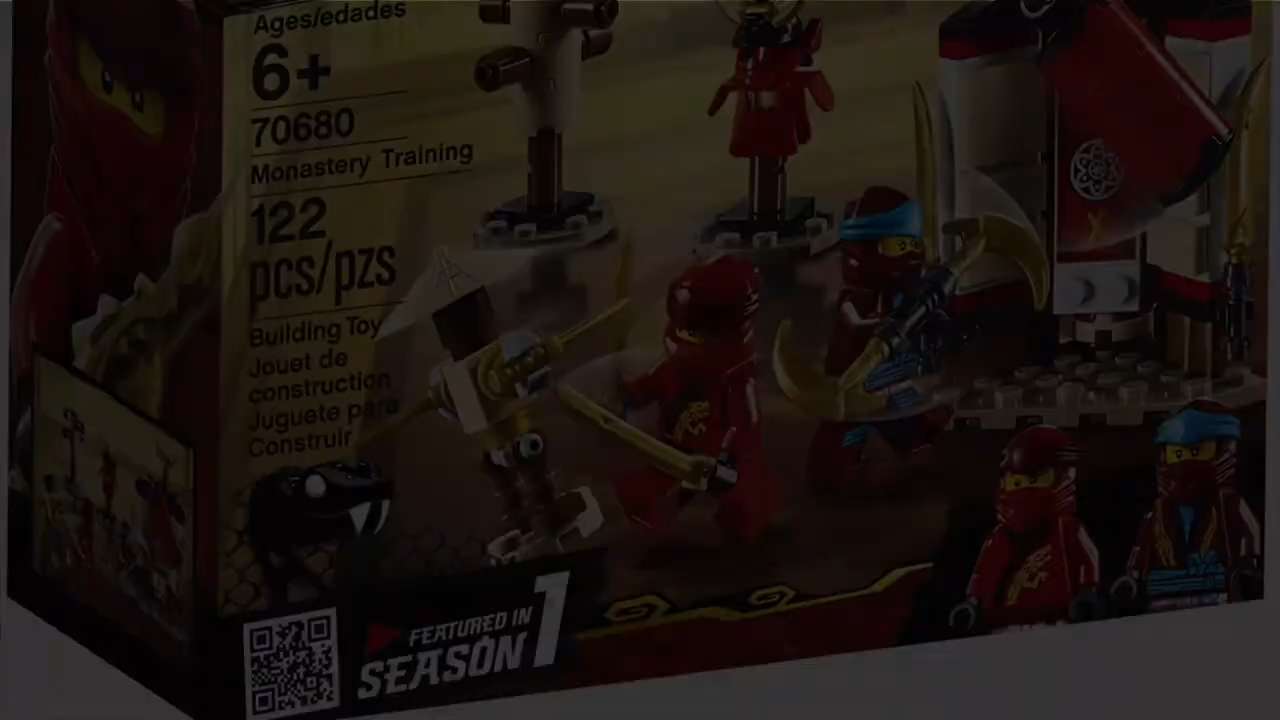 Ages/edades
6+
70680
Monastery Training
122
pcs/pzs
Building Toy
Jouet de
construction
Juguete para
Construir
FEATURED IN
SEASON 1